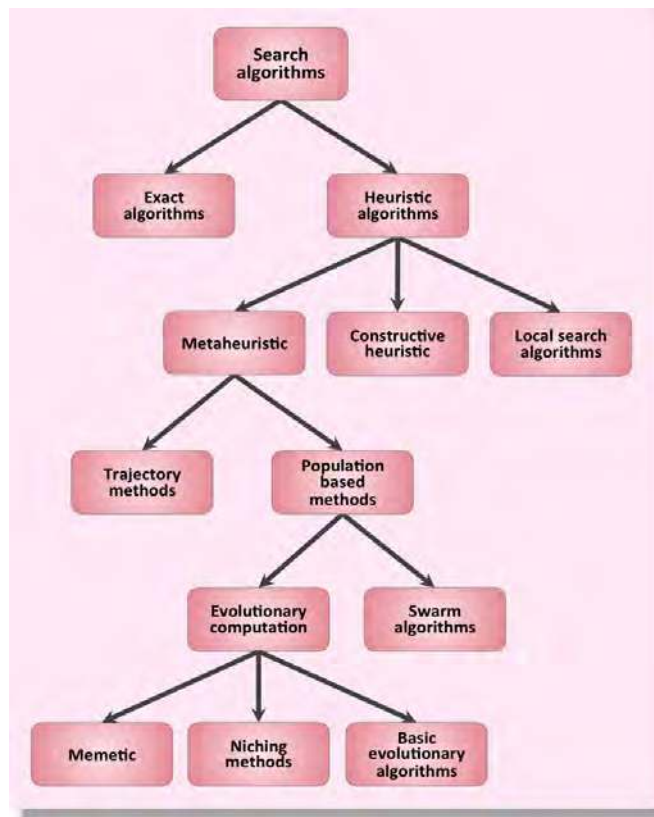 Search
algorithms
Exact
algorithms
Heuristic
algorithms
Metaheuristic
Constructive
heuristic
Local search
algorithms
Trajectory
methods
Population
based
methods
Evolutionary
computation
Swarm
algorithms
Memetic
Niching
methods
Basic
evolutionary
algorithms